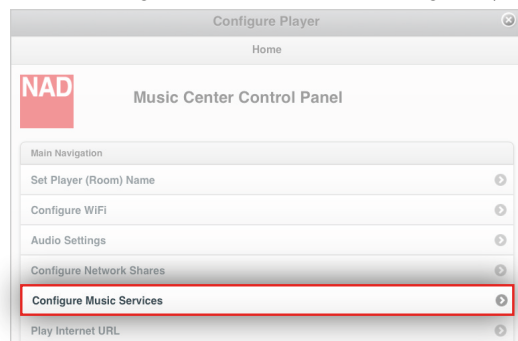 Configure Player
Home
NAD
Music Center Control Panel
Main Navigation
Set Player (Room) Name
Configure WiFi
Audio Settings
Configure Network Shares
Configure Music Services
Play Internet URL